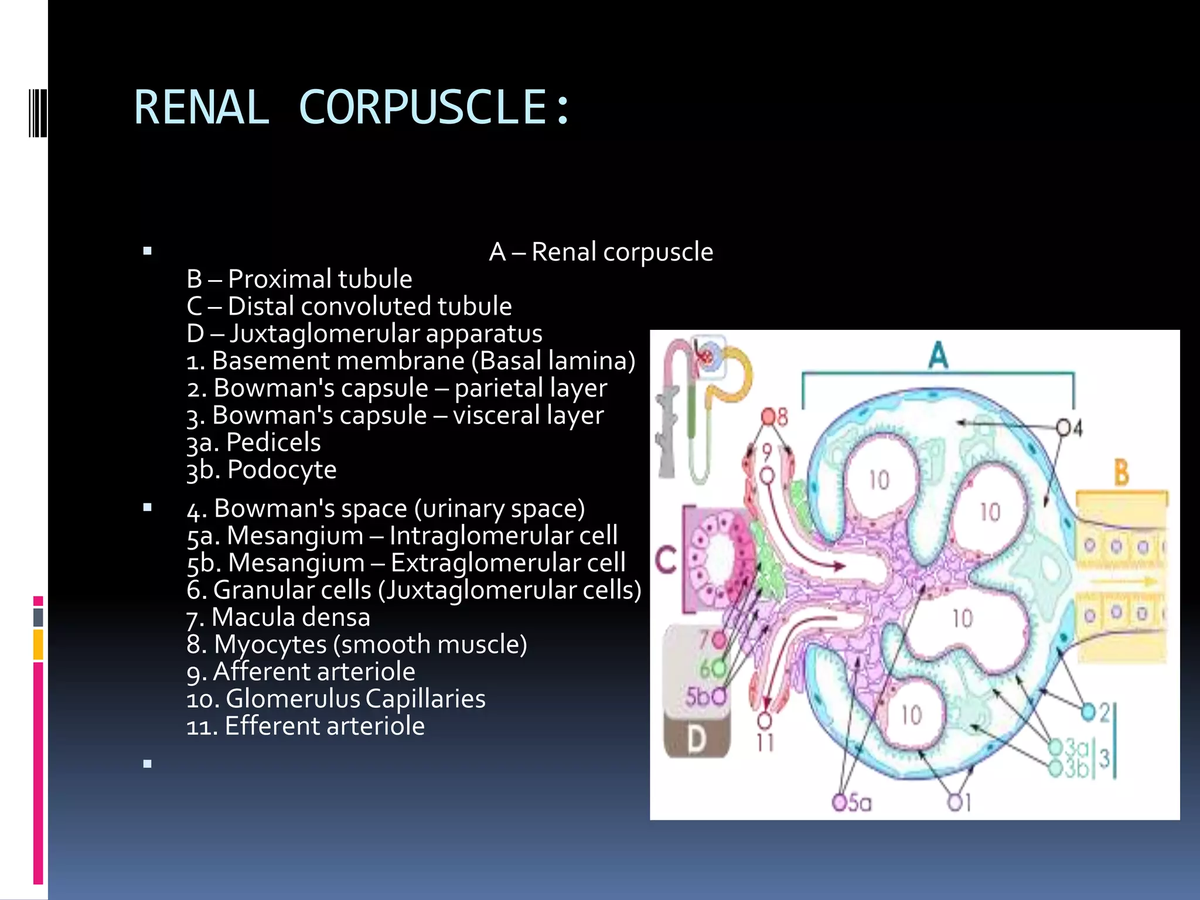 RENAL CORPUSCLE:
A – Renal corpuscle
B – Proximal tubule
C – Distal convoluted tubule
D – Juxtaglomerular apparatus
1. Basement membrane (Basal lamina)
2. Bowman's capsule – parietal layer
3. Bowman's capsule – visceral layer
3a. Pedicels
3b. Podocyte
4. Bowman's space (urinary space)
5a. Mesangium – Intraglomerular cell
5b. Mesangium – Extraglomerular cell
6. Granular cells (Juxtaglomerular cells)
7. Macula densa
8. Myocytes (smooth muscle)
9. Afferent arteriole
10. Glomerulus Capillaries
11. Efferent arteriole
A
8
4
9
10
B
10
C
10
7
6
5b
10
2
D
11
3a
3
3b
5a
1